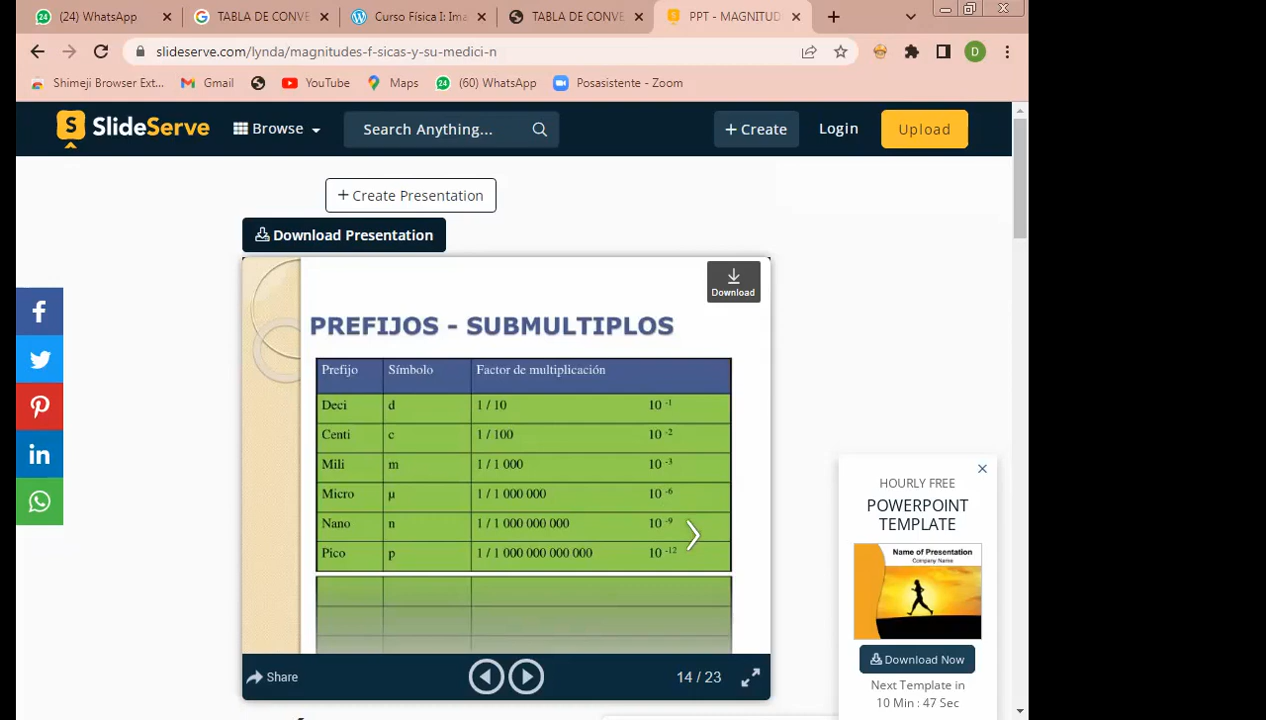 (24) WhatsApp
TABLA DE CONVE
Curso Física I: Ima
TABLA DE CONVE
PPT - MAGNITUD
slideserve.com/lynda/magnitudes-f-sicas-y-su-medici-n
D
Shimeji Browser Ext...
Gmail
YouTube
Maps
24
(60) WhatsApp
Posasistente - Zoom
S
SlideServe
Browse
Search Anything...
+ Create
Login
Upload
+ Create Presentation
Download Presentation
Download
PREFIJOS - SUBMULTIPLOS
Prefijo Símbolo Factor de multiplicación
Deci d 1 / 10 10 -1
Centi c 1 / 100 10 -2
Mili m 1 / 1 000 10 -3
Micro μ 1 / 1 000 000 10 -6
Nano n 1 / 1 000 000 000 10 -9
Pico p 1 / 1 000 000 000 000 10 -12
Share
14 / 23
HOURLY FREE
POWERPOINT
TEMPLATE
Name of Presentation
Company Name
Download Now
Next Template in
10 Min : 47 Sec